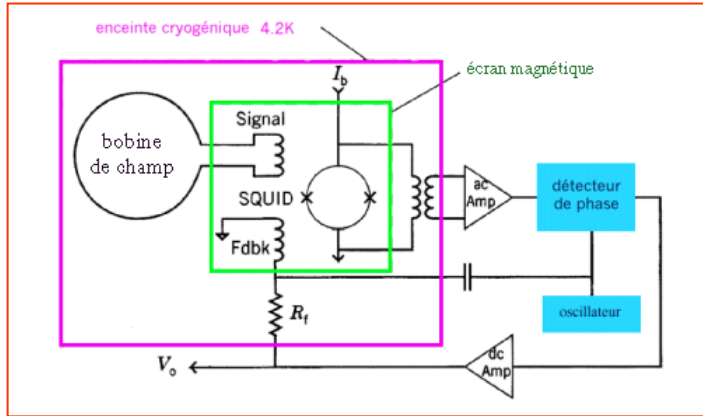 enceinte cryogénique 4.2K
écran magnétique
I_b
Signal
bobine
de champ
SQUID
ac
Amp
détecteur
de phase
Fdbk
R_f
oscillateur
V_o
dc
Amp